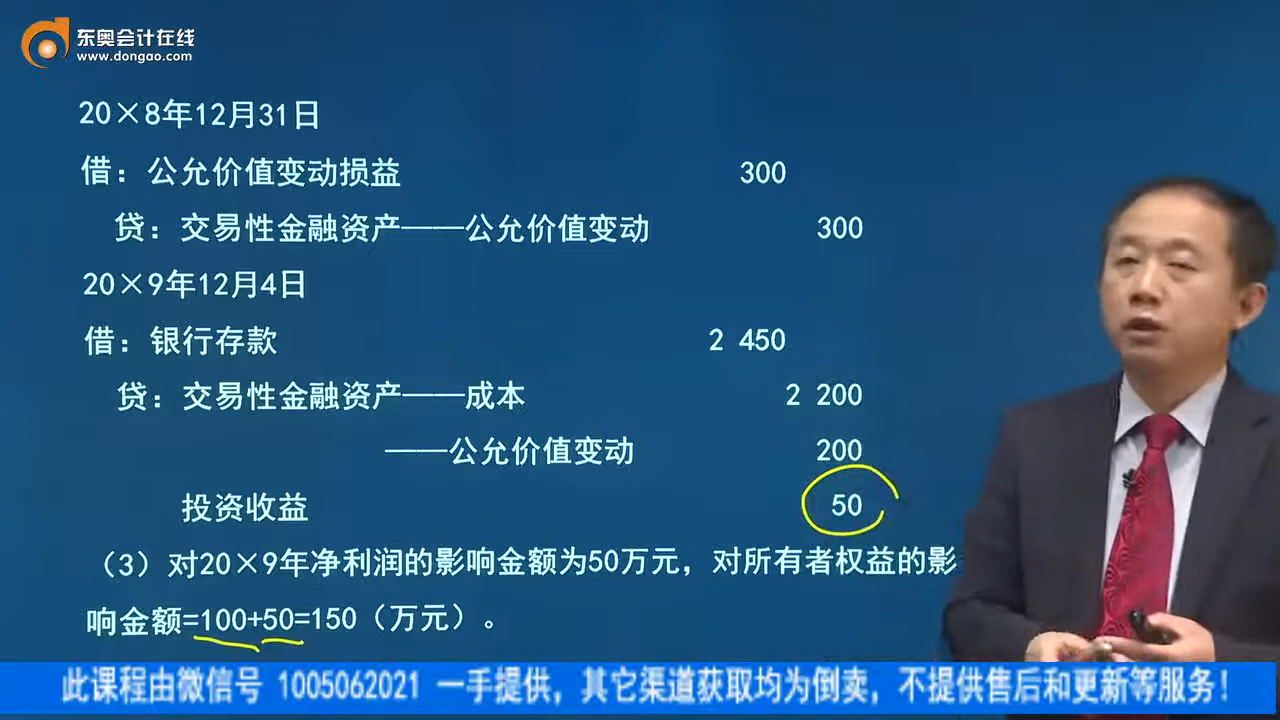 东奥会计在线
www.dongao.com
20×8年12月31日
借：公允价值变动损益 300
贷：交易性金融资产——公允价值变动 300
20×9年12月4日
借：银行存款 2 450
贷：交易性金融资产——成本 2 200
——公允价值变动 200
投资收益 50
（3）对20×9年净利润的影响金额为50万元，对所有者权益的影
响金额=100+50=150（万元）。
此课程由微信号 1005062021 一手提供，其它渠道获取均为倒卖，不提供售后和更新等服务！